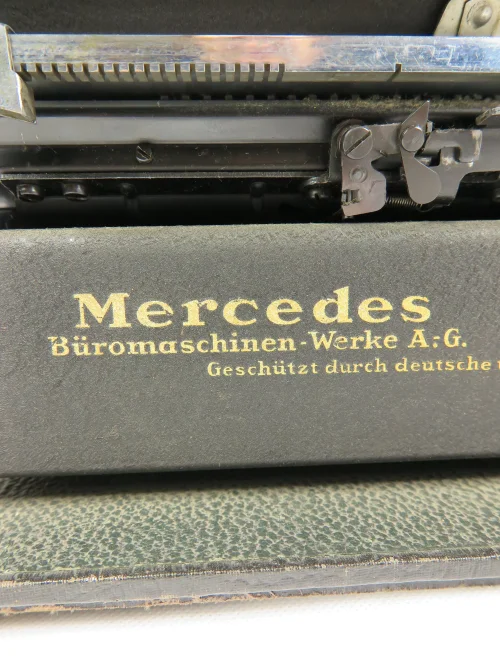 Mercedes
Büromaschinen-Werke A.-G.
Geschützt durch deutsche